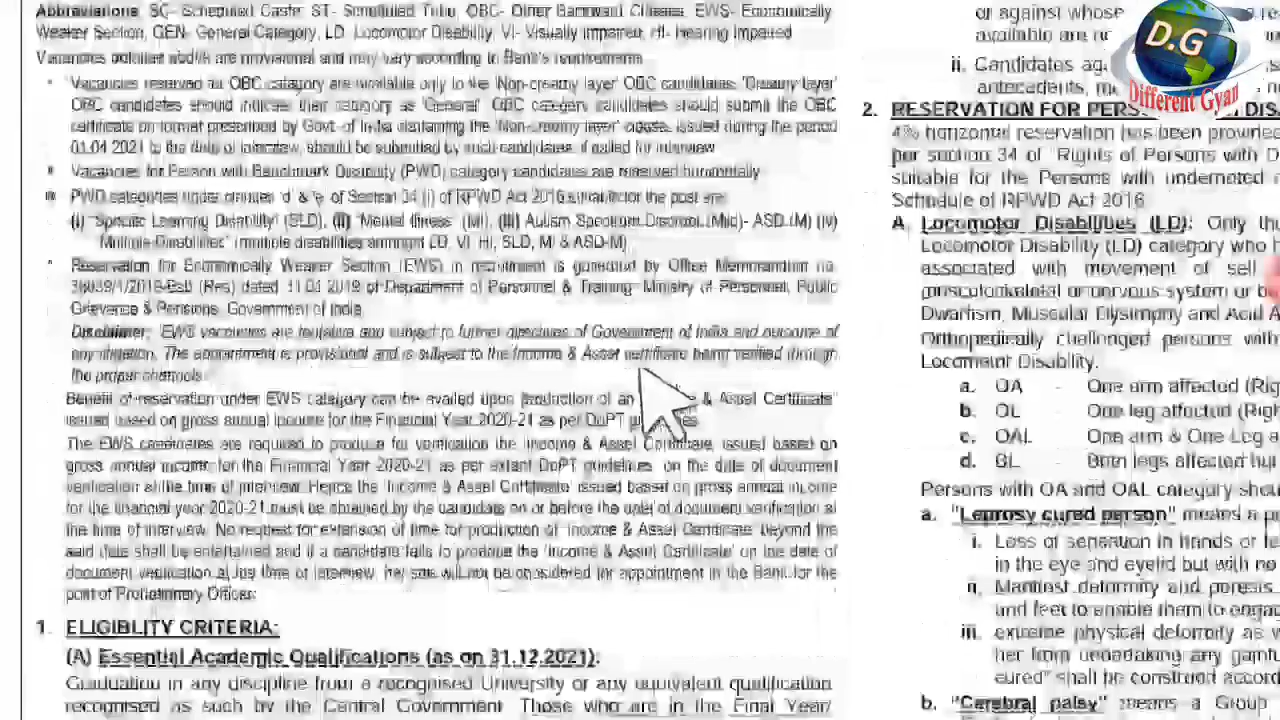 Abbreviations: SC- Scheduled Caste ST- Scheduled Tribe, OBC- Other Backward Classes, EWS- Economically
Weaker Section, GEN- General Category, LD Locomotor Disability, VI- Visually Impaired, HI- Hearing Impaired
Vacancies outlined above are provisional and may vary according to Bank's requirements
Vacancies reserved as OBC category are available only to the 'Non-creamy layer' OBC candidates. 'Creamy layer'
OBC candidates should indicate their category as 'General'. OBC category candidates should submit the OBC
certificate on format prescribed by Govt. of India containing the 'Non-creamy layer' clause, issued during the period
01.04.2021 to the date of interview, should be submitted by such candidates, if called for interview
Vacancies for Person with Benchmark Disability (PWD) category candidates are reserved horizontally
PWD categories under groups 'd' & 'e' of Section 34 (i) of RPWD Act 2016 for the post are
(i) "Specific Learning Disability" (SLD), (ii) "Mental Illness" (MI), (iii) Autism Spectrum Disorder (Mild)- ASD (M) (iv)
Multiple Disabilities" (multiple disabilities amongst LD, VI, HI, SLD, MI & ASD-M)
Reservation for Economically Weaker Section (EWS) in recruitment is governed by Office Memorandum no.
36039/1/2019-Estt (Res) dated 31.01.2019 of Department of Personnel & Training, Ministry of Personnel, Public
Grievance & Pensions, Government of India
Disclaimer: EWS vacancies are tentative and subject to further directives of Government of India and outcome of
any litigation. The appointment is provisional and is subject to the Income & Asset certificate being verified through
the proper channels
Benefit of reservation under EWS category can be availed upon production of an & Asset Certificate"
issued based on gross annual income for the Financial Year 2020-21 as per DoPT
The EWS candidates are required to produce for verification the 'Income & Asset Certificate' issued based on
gross annual income for the Financial Year 2020-21 as per extant DoPT guidelines, on the date of document
verification at the time of interview. Hence the 'Income & Asset Certificate' issued based on gross annual income
for the financial year 2020-21 must be obtained by the candidate on or before the date of document verification at
the time of interview. No request for extension of time for production of 'Income & Asset Certificate' beyond the
said date shall be entertained and if a candidate fails to produce the 'Income & Asset Certificate' on the date of
document verification at the time of interview, he/ she will not be considered for appointment in the Bank for the
post of Probationary Officer.
1. ELIGIBLITY CRITERIA:
(A) Essential Academic Qualifications (as on 31.12.2021):
Graduation in any discipline from a recognised University or any equivalent qualification
recognised as such by the Central Government. Those who are in the Final Year/
or against whose
available are
ii. Candidates
antecedents,
D.G
Different Gyan
2. RESERVATION FOR
4% horizontal reservation has been provided
per section 34 of "Rights of Persons with
suitable for the Persons with undernoted
Schedule of RPWD Act 2016
A. Locomotor Disabilities (LD): Only
Locomotor Disability (LD) category who
associated with movement of self
musculoskeletal or nervous system or
Dwarfism, Muscular Dystrophy and Acid
Orthopedically challenged persons
Locomotor Disability.
a. OA - One arm affected
b. OL - One leg affected
c. OAL - One arm & One Leg
d. BL - Both legs affected but
Persons with OA and OAL category
a. "Leprosy cured person" means a
i. Loss of sensation in hands or
in the eye and eyelid but with no
ii. Manifest deformity and paresis
and feet to enable them to
iii. extreme physical deformity as
her from undertaking any
cured" shall be construed
b. "Cerebral palsy" means a Group